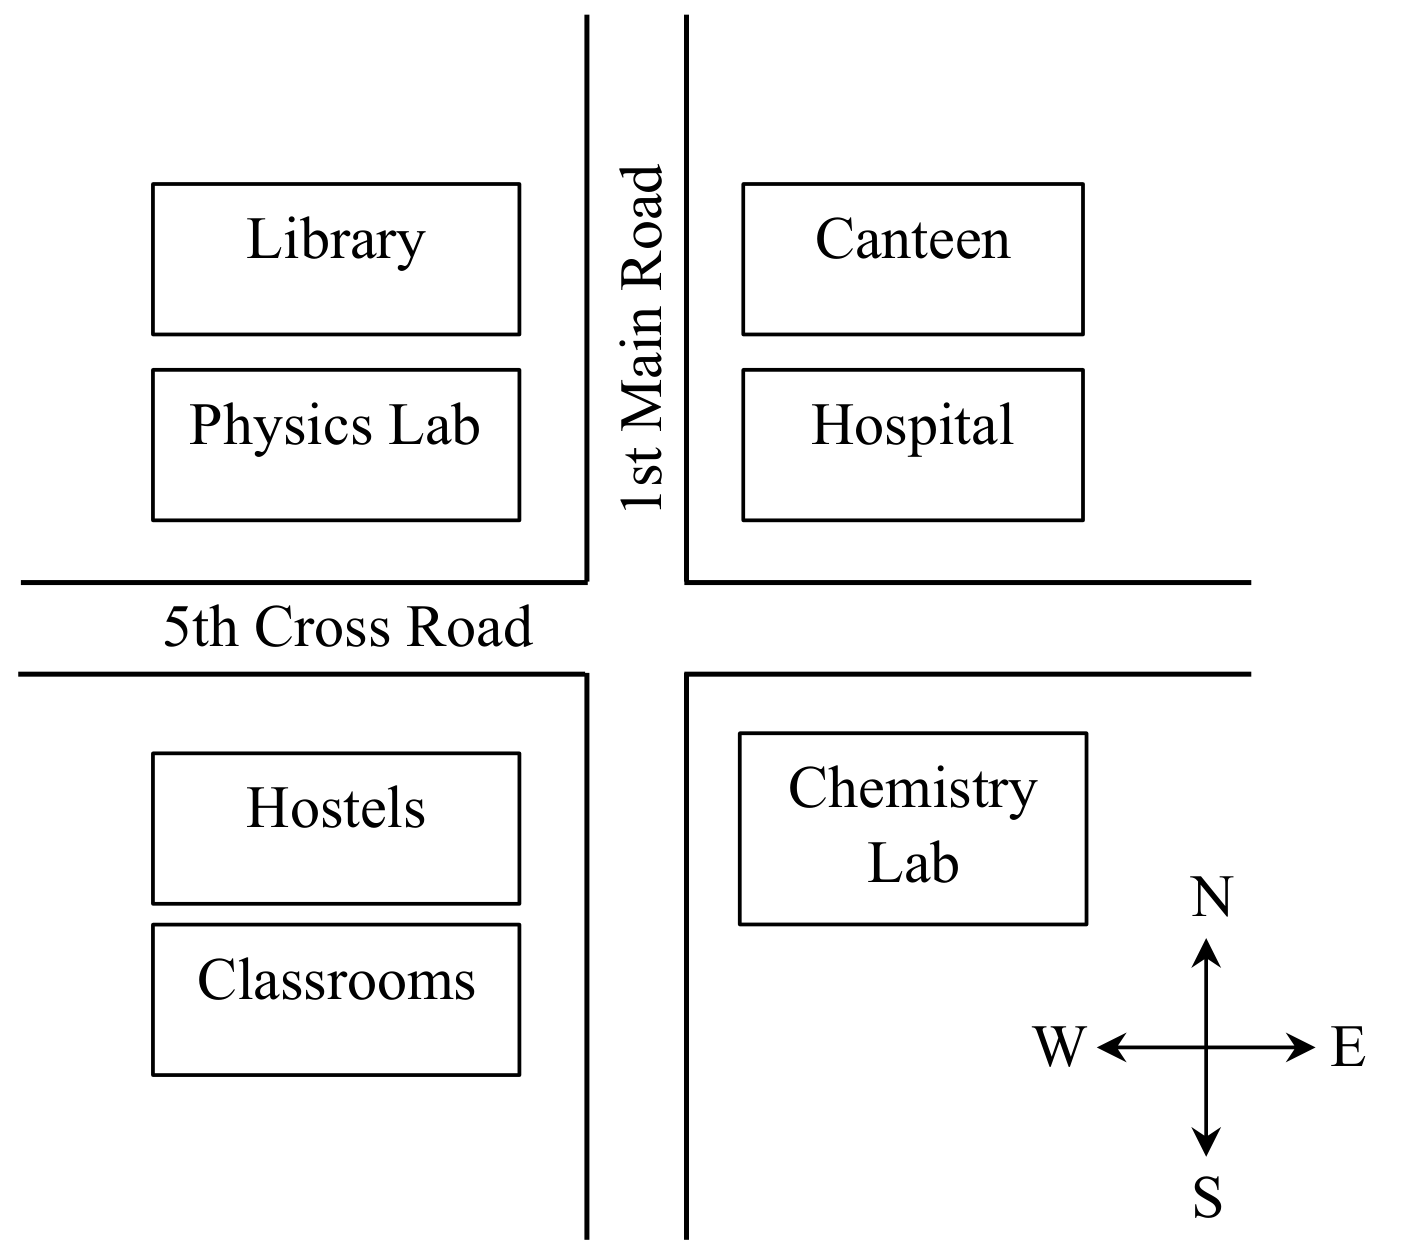 Library
Canteen
1st Main Road
Physics Lab
Hospital
5th Cross Road
Hostels
Chemistry
Lab
Classrooms
N
W
E
S